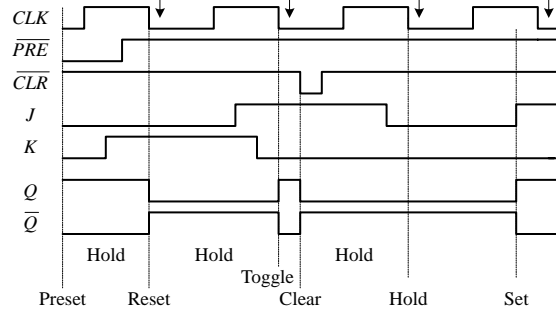 CLK
PRE
CLR
J
K
Q
Q
Hold Hold Hold
Toggle
Preset Reset Clear Hold Set